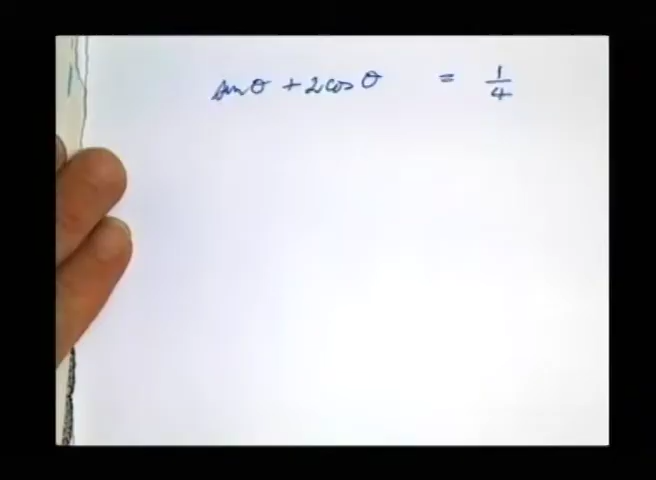 sinθ + 2cosθ = 1/4